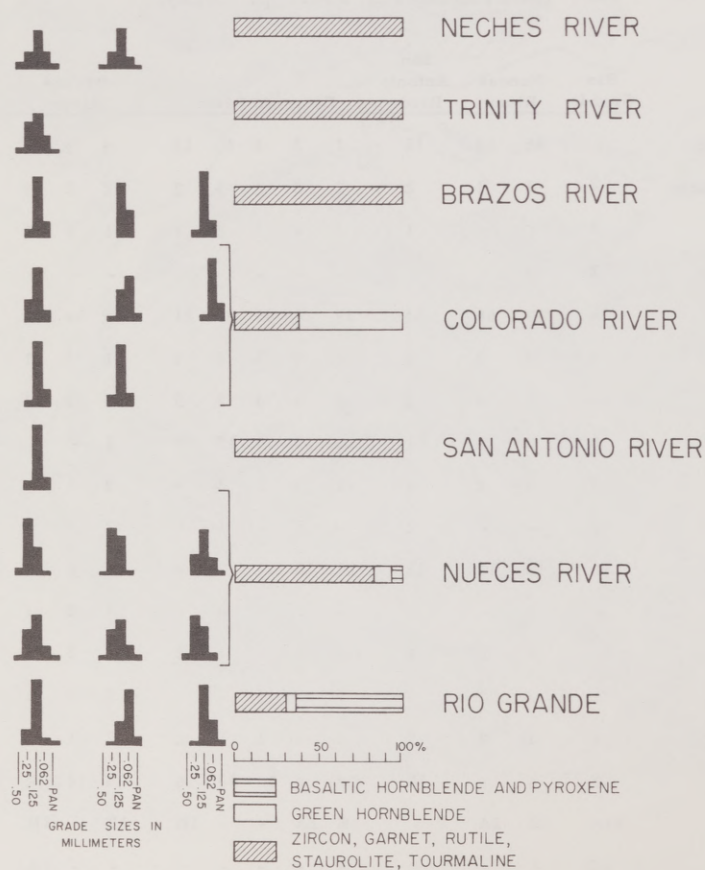 NECHES RIVER
TRINITY RIVER
BRAZOS RIVER
COLORADO RIVER
SAN ANTONIO RIVER
NUECES RIVER
RIO GRANDE
0 50 100%
.50
.25
.125
.062
PAN
.50
.25
.125
.062
PAN
.50
.25
.125
.062
PAN
GRADE SIZES IN
MILLIMETERS
BASALTIC HORNBLENDE AND PYROXENE
GREEN HORNBLENDE
ZIRCON, GARNET, RUTILE,
STAUROLITE, TOURMALINE